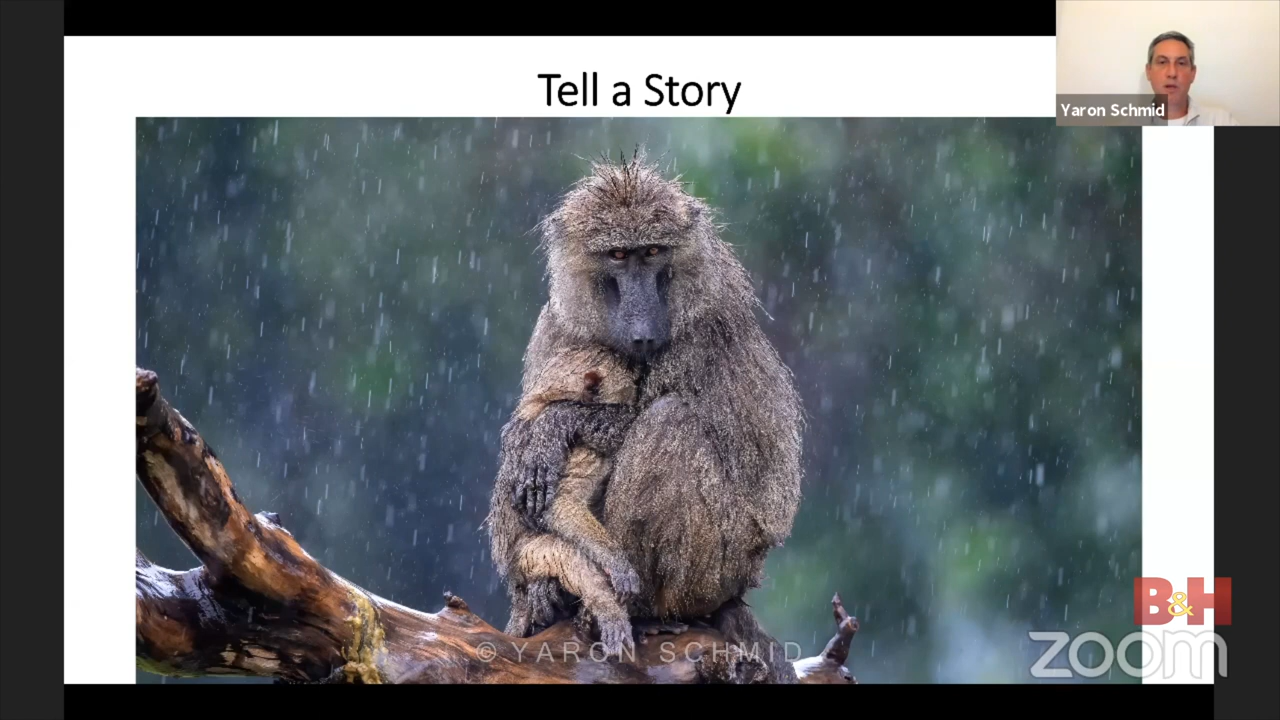 Tell a Story
Yaron Schmid
© YARON SCHMID
B&H
zoom